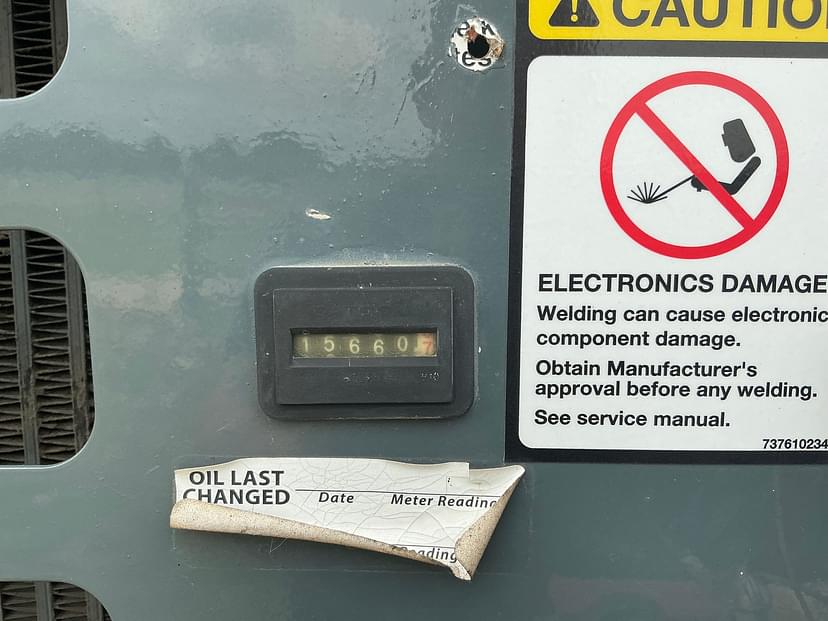 CAUTIO
ELECTRONICS DAMAGE
Welding can cause electronic
component damage.
Obtain Manufacturer's
approval before any welding.
See service manual.
737610234
156607
OIL LAST
CHANGED Date Meter Reading
Reading